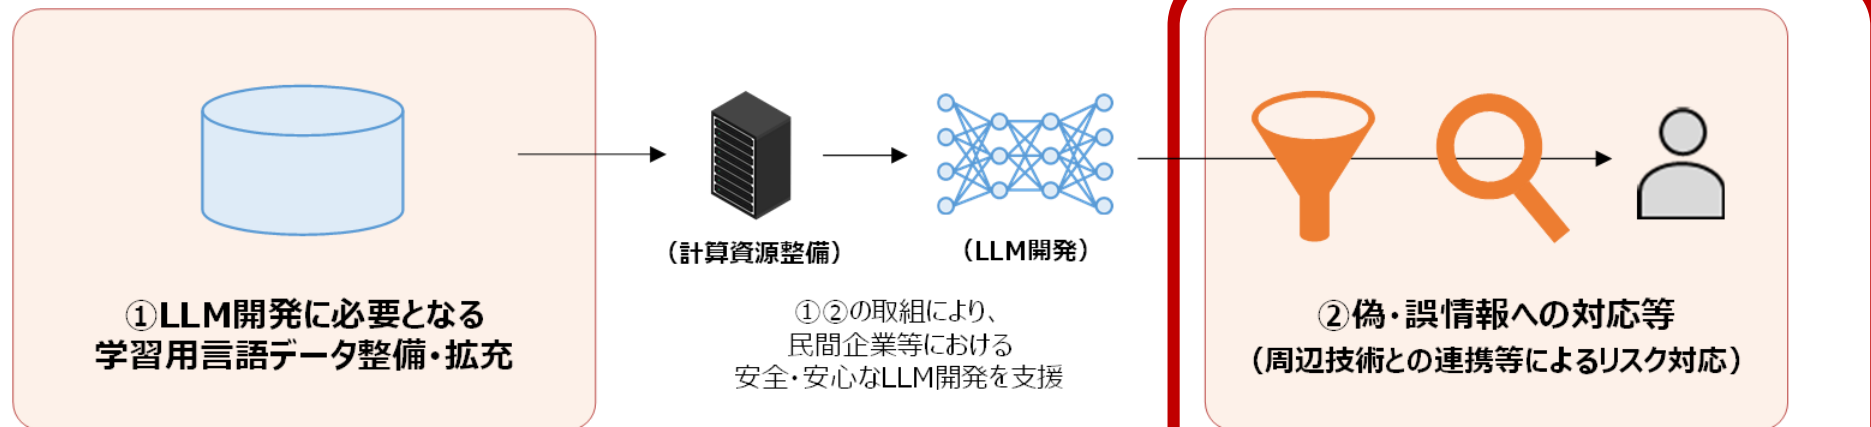 ①LLM開発に必要となる
学習用言語データ整備・拡充
（計算資源整備）
（LLM開発）
①②の取組により、
民間企業等における
安全・安心なLLM開発を支援
②偽・誤情報への対応等
（周辺技術との連携等によるリスク対応）